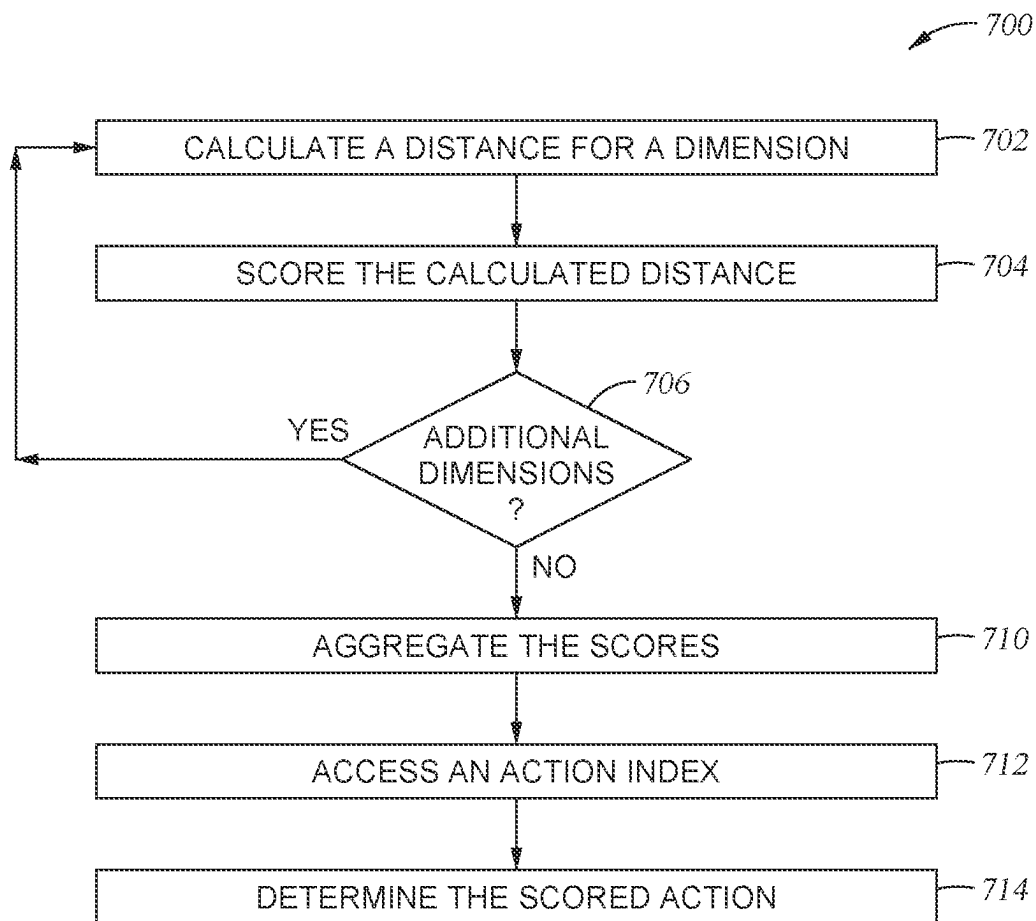 700
CALCULATE A DISTANCE FOR A DIMENSION 702
SCORE THE CALCULATED DISTANCE 704
706
YES
ADDITIONAL
DIMENSIONS
?
NO
AGGREGATE THE SCORES 710
ACCESS AN ACTION INDEX 712
DETERMINE THE SCORED ACTION 714